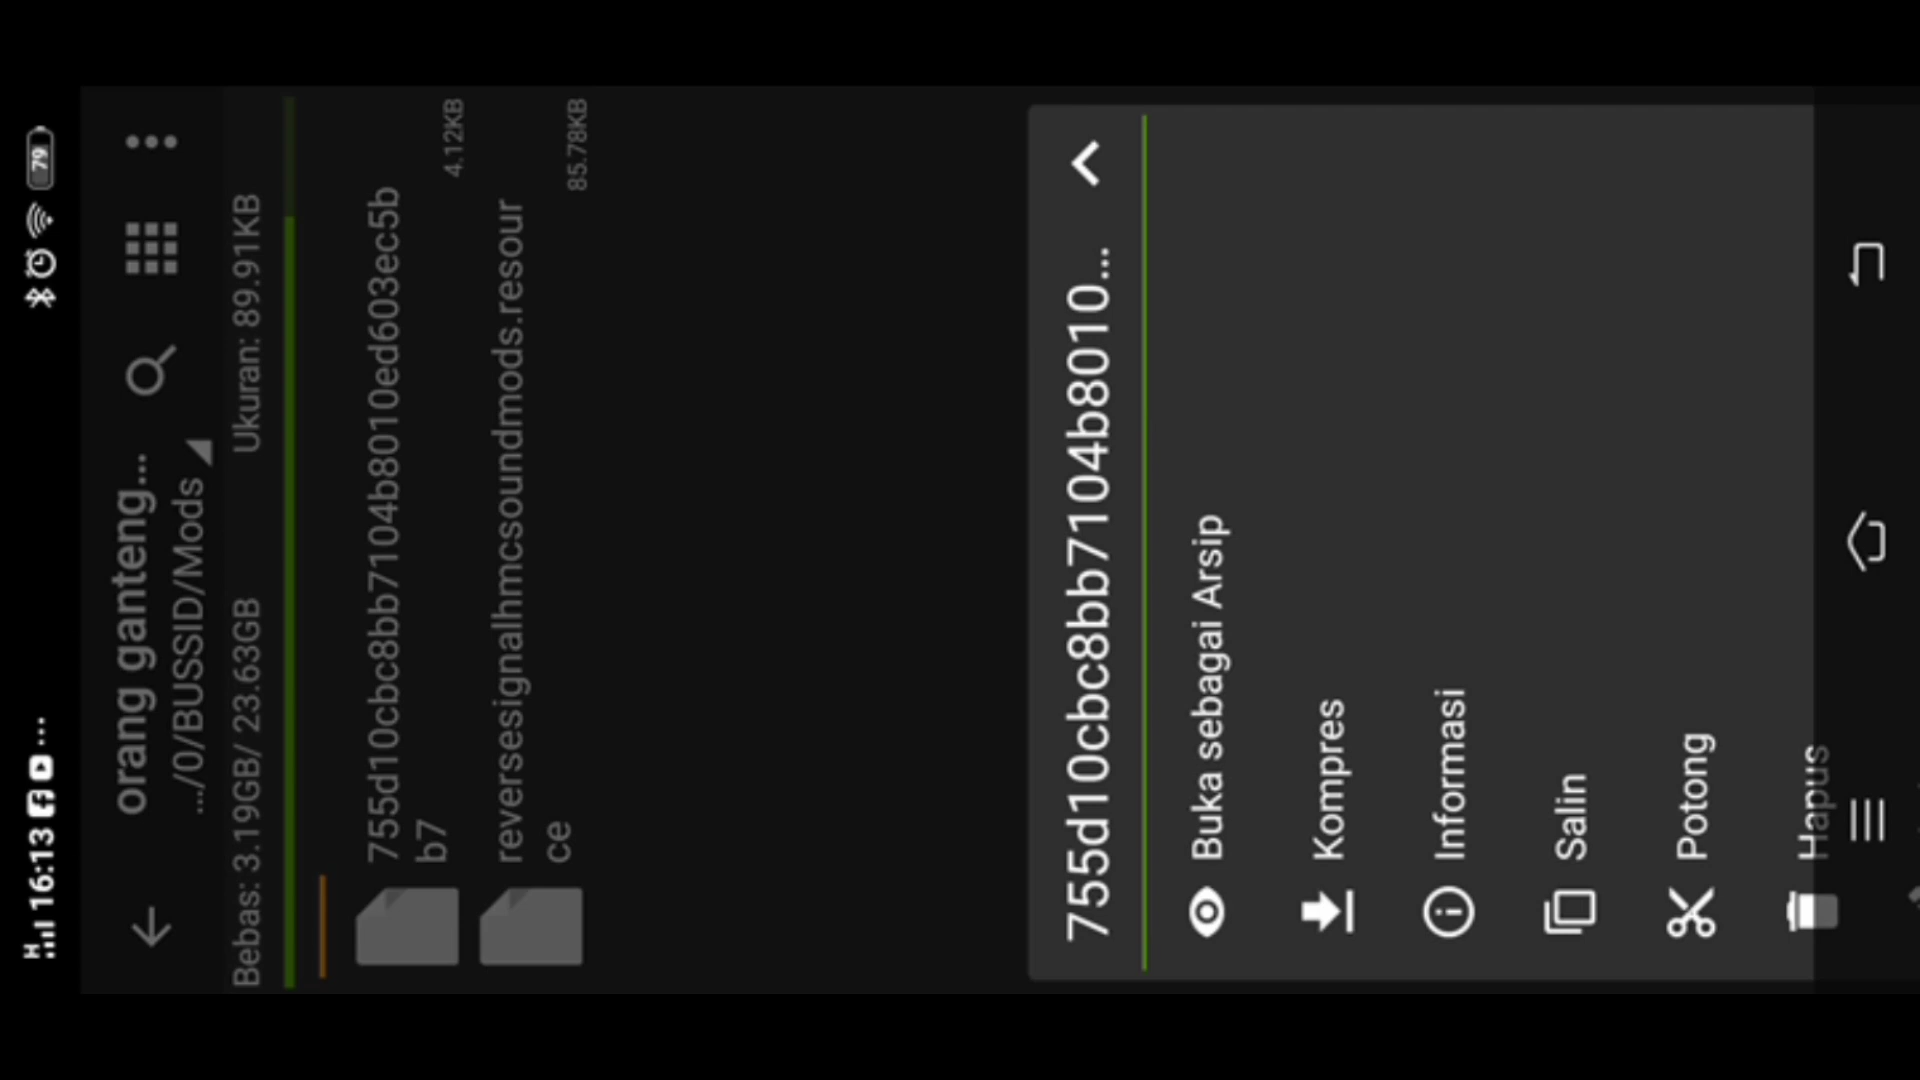 16:13 ...
79
orang ganteng...
.../0/BUSSID/Mods
Bebas: 3.19GB/ 23.63GB
Ukuran: 89.91KB
755d10cbc8bb7104b8010ed603ec5b
b7
4.12KB
reversesignalhmcsoundmods.resour
ce
85.78KB
755d10cbc8bb7104b8010...
Buka sebagai Arsip
Kompres
Informasi
Salin
Potong
Hapus